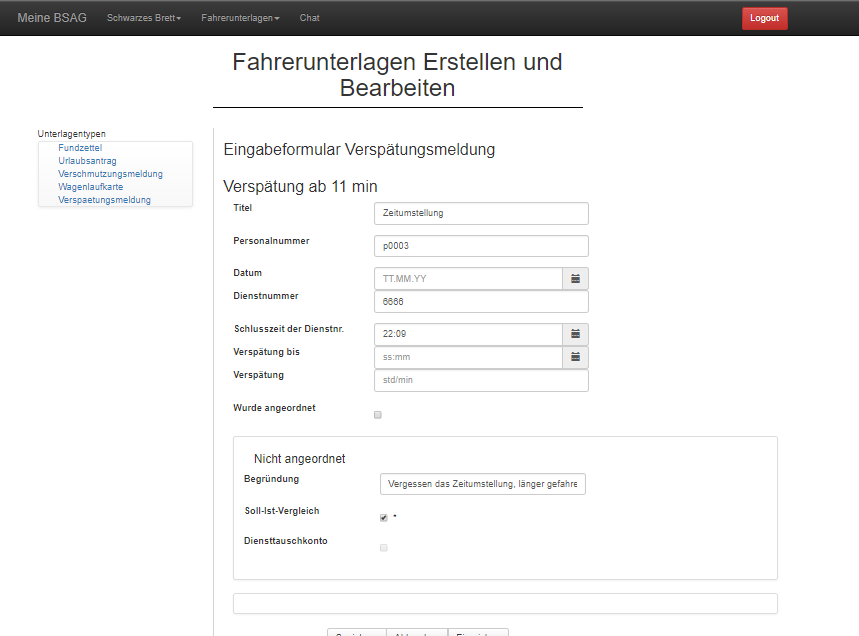 Meine BSAG Schwarzes Brett Fahrerunterlagen Chat Logout
Fahrerunterlagen Erstellen und
Bearbeiten
Unterlagentypen
Fundzettel
Urlaubsantrag
Verschmutzungsmeldung
Wagenlaufkarte
Verspaetungsmeldung
Eingabeformular Verspätungsmeldung
Verspätung ab 11 min
Titel Zeitumstellung
Personalnummer p0003
Datum TT.MM.YY
Dienstnummer 6666
Schlusszeit der Dienstnr. 22:09
Verspätung bis ss:mm
Verspätung std/min
Wurde angeordnet
Nicht angeordnet
Begründung Vergessen das Zeitumstellung, länger gefahre
Soll-Ist-Vergleich *
Diensttauschkonto